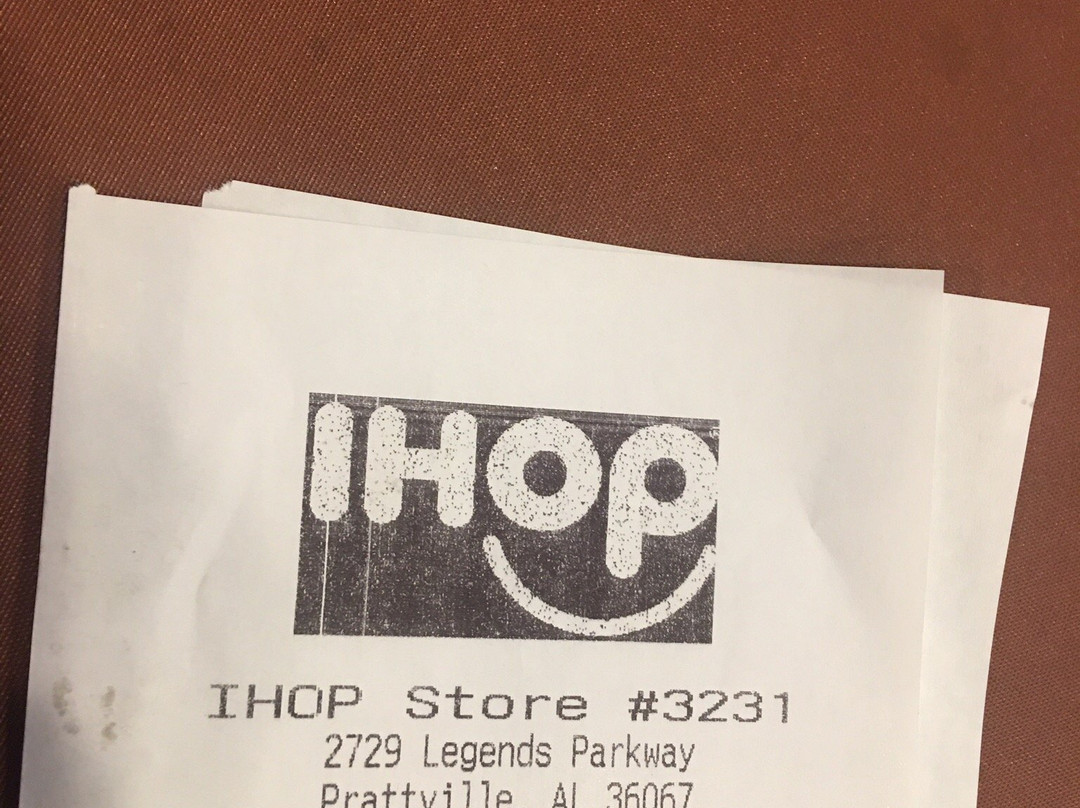 IHOP
IHOP Store #3231
2729 Legends Parkway
Prattville, AL 36067